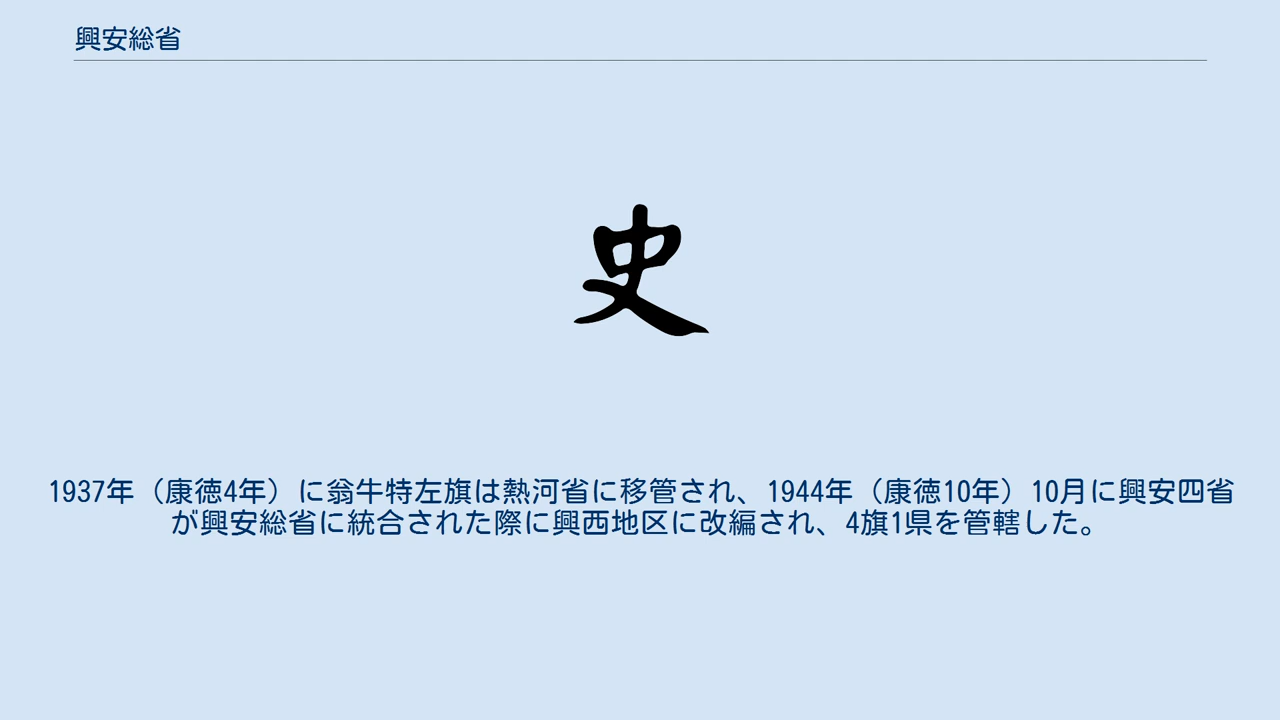 興安総省
史
1937年（康徳4年）に翁牛特左旗は熱河省に移管され、1944年（康徳10年）10月に興安四省
が興安総省に統合された際に興西地区に改編され、4旗1県を管轄した。